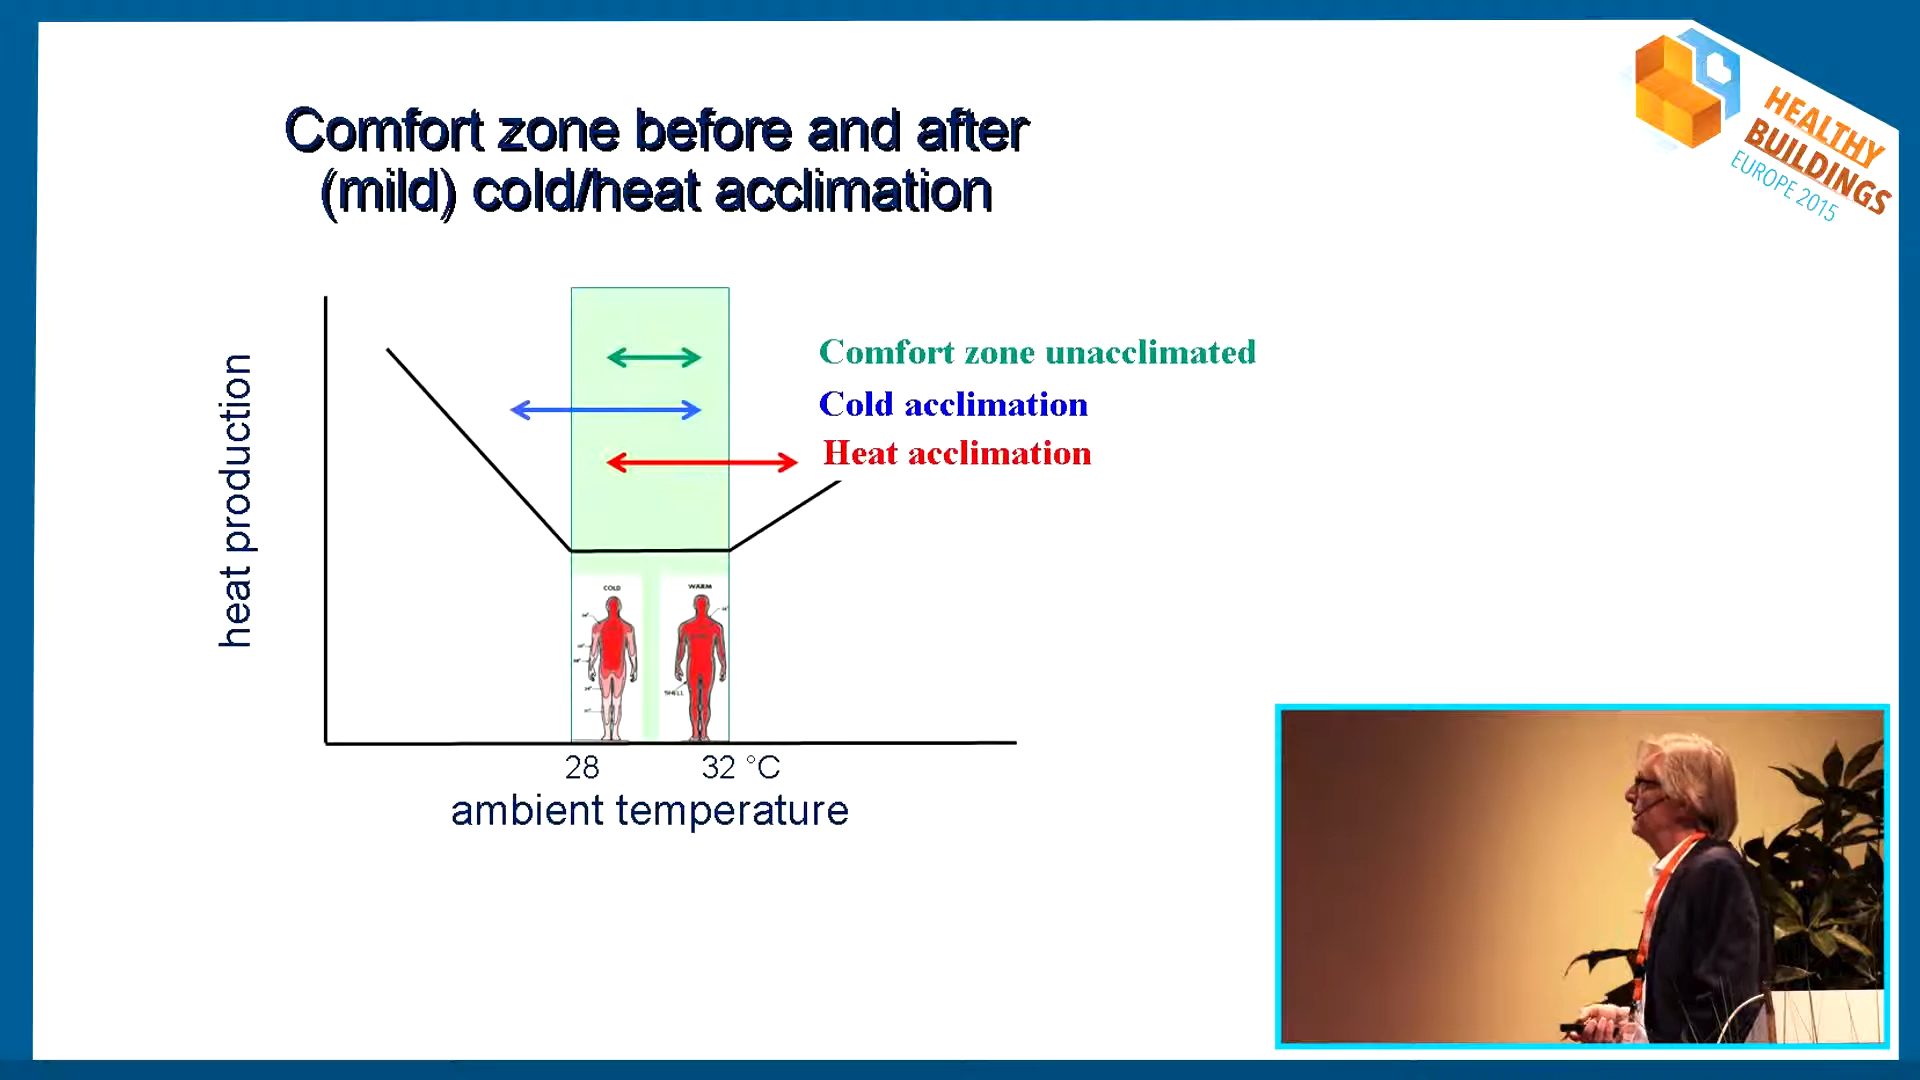 Comfort zone before and after
(mild) cold/heat acclimation
HEALTHY
BUILDINGS
EUROPE 2015
heat production
Comfort zone unacclimated
Cold acclimation
Heat acclimation
COLD
WARM
SHELL
28
32 °C
ambient temperature